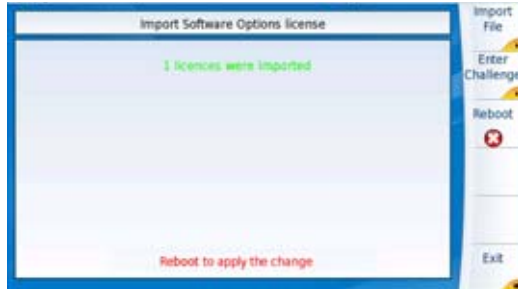 Import Software Options license
1 licences were imported
Reboot to apply the change
Import
File
Enter
Challenge
Reboot
Exit